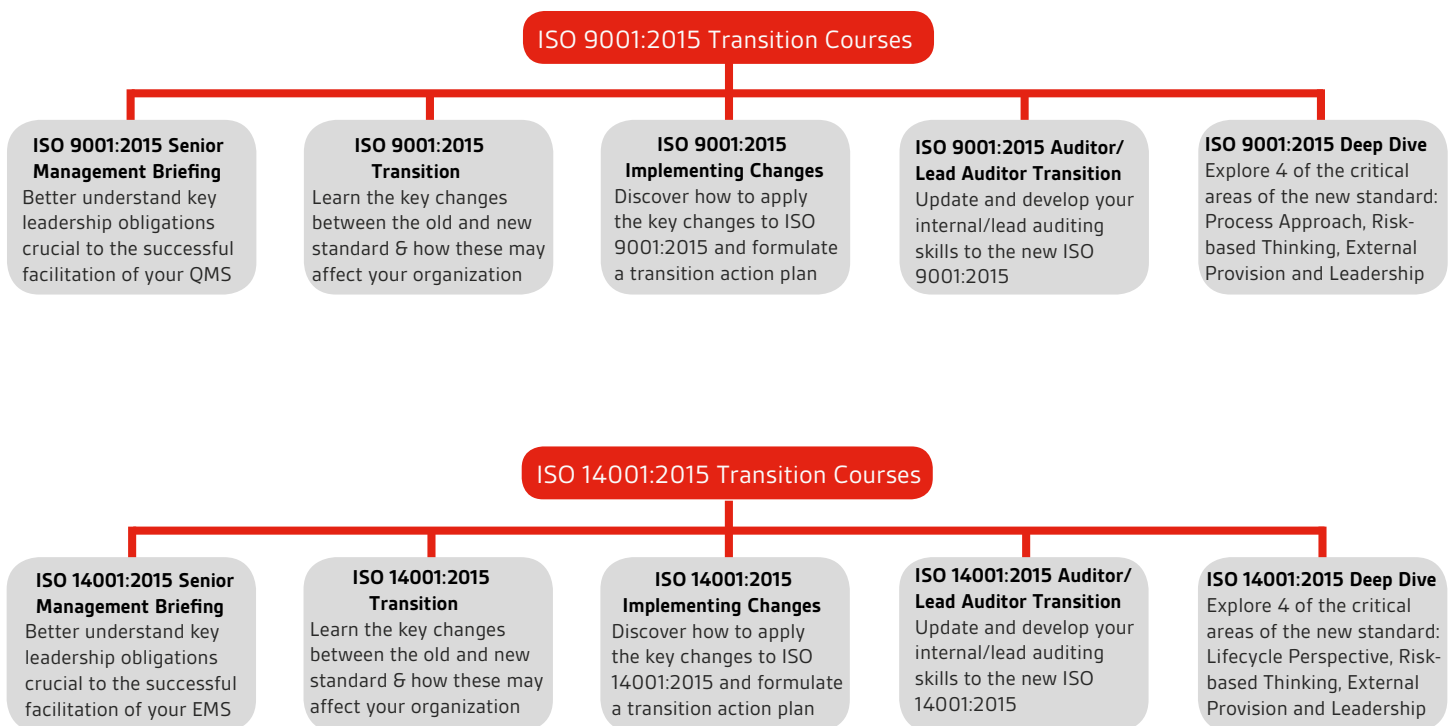 ISO 9001:2015 Transition Courses
ISO 9001:2015 Senior
Management Briefing
Better understand key
leadership obligations
crucial to the successful
facilitation of your QMS
ISO 9001:2015
Transition
Learn the key changes
between the old and new
standard & how these may
affect your organization
ISO 9001:2015
Implementing Changes
Discover how to apply
the key changes to ISO
9001:2015 and formulate
a transition action plan
ISO 9001:2015 Auditor/
Lead Auditor Transition
Update and develop your
internal/lead auditing
skills to the new ISO
9001:2015
ISO 9001:2015 Deep Dive
Explore 4 of the critical
areas of the new standard:
Process Approach, Risk-
based Thinking, External
Provision and Leadership
ISO 14001:2015 Transition Courses
ISO 14001:2015 Senior
Management Briefing
Better understand key
leadership obligations
crucial to the successful
facilitation of your EMS
ISO 14001:2015
Transition
Learn the key changes
between the old and new
standard & how these may
affect your organization
ISO 14001:2015
Implementing Changes
Discover how to apply
the key changes to ISO
14001:2015 and formulate
a transition action plan
ISO 14001:2015 Auditor/
Lead Auditor Transition
Update and develop your
internal/lead auditing
skills to the new ISO
14001:2015
ISO 14001:2015 Deep Dive
Explore 4 of the critical
areas of the new standard:
Lifecycle Perspective, Risk-
based Thinking, External
Provision and Leadership